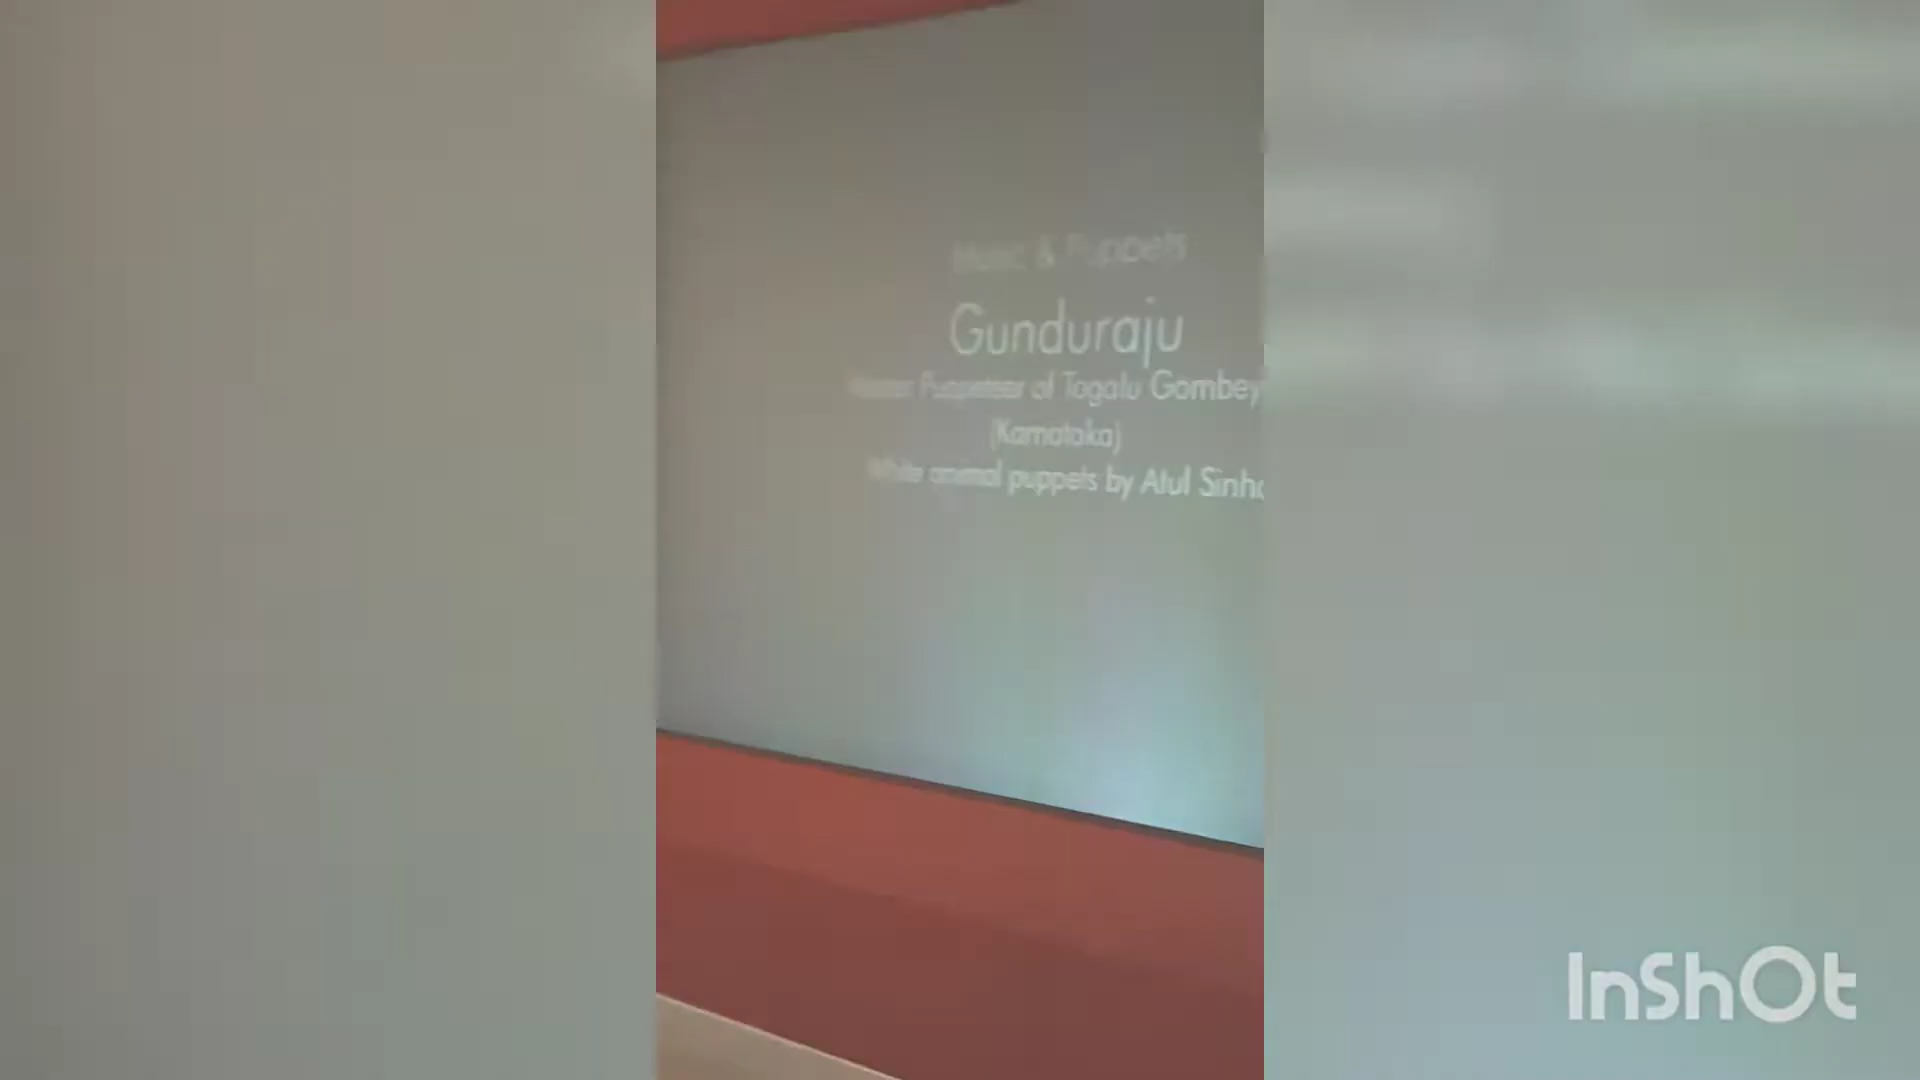 Music & Puppets
Gunduraju
Master Puppeteer of Togalu Gombey
(Karnataka)
White animal puppets by Atul Sinha
InShOt